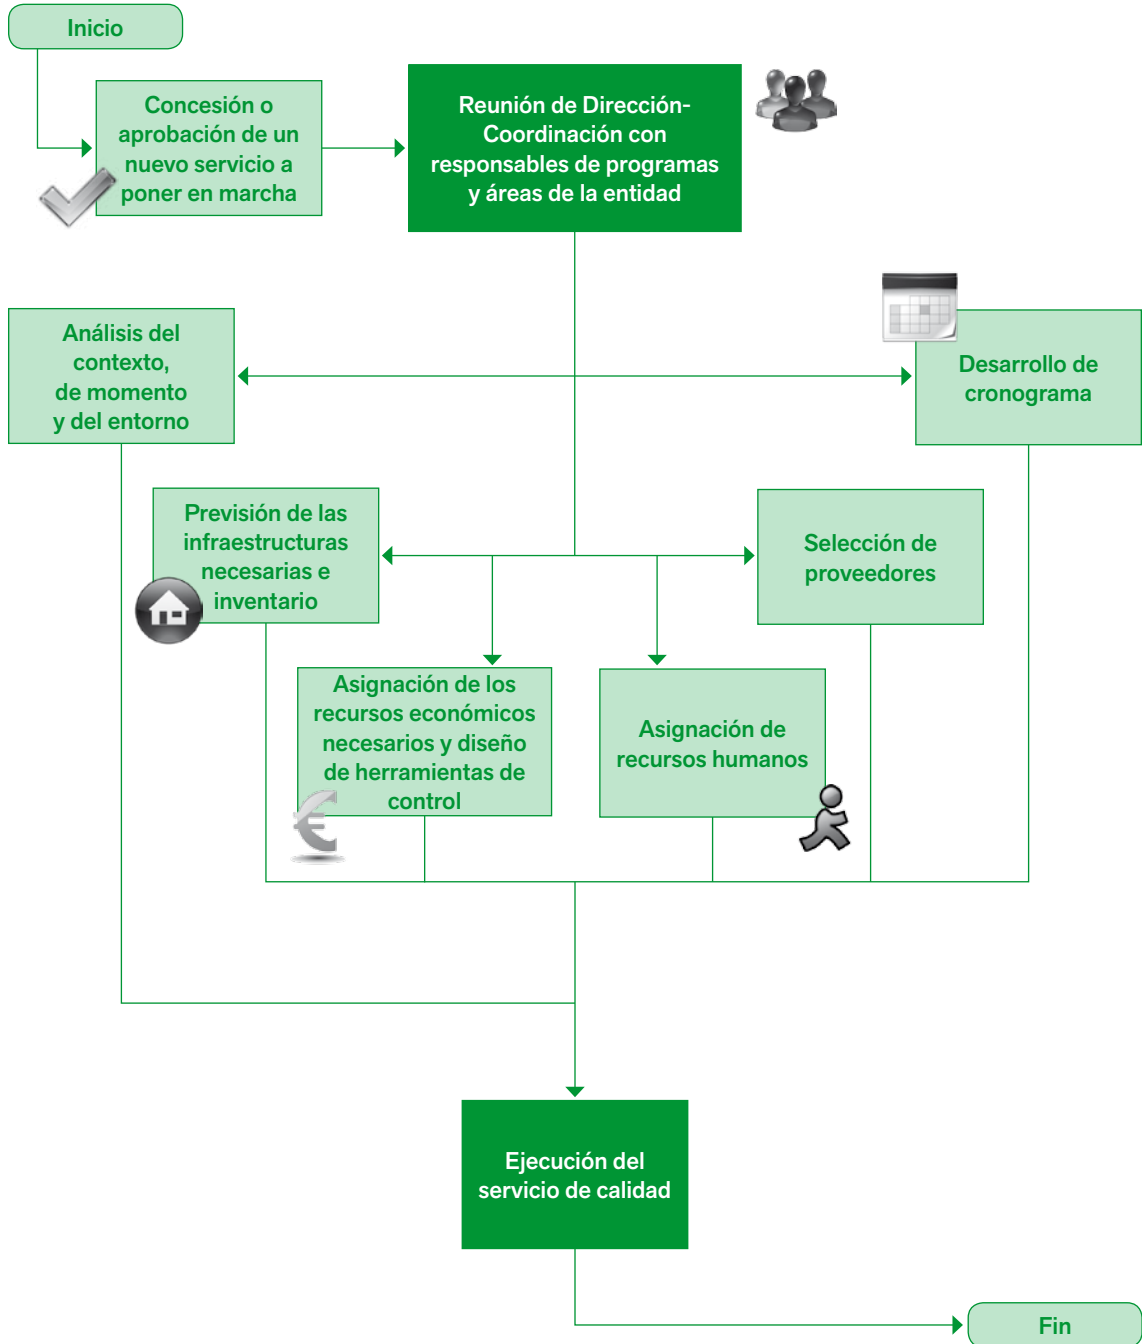 Inicio
Concesión o
aprobación de un
nuevo servicio a
poner en marcha
Reunión de Dirección-
Coordinación con
responsables de programas
y áreas de la entidad
Análisis del
contexto,
de momento
y del entorno
Desarrollo de
cronograma
Previsión de las
infraestructuras
necesarias e
inventario
Selección de
proveedores
Asignación de los
recursos económicos
necesarios y diseño
de herramientas de
control
Asignación de
recursos humanos
Ejecución del
servicio de calidad
Fin